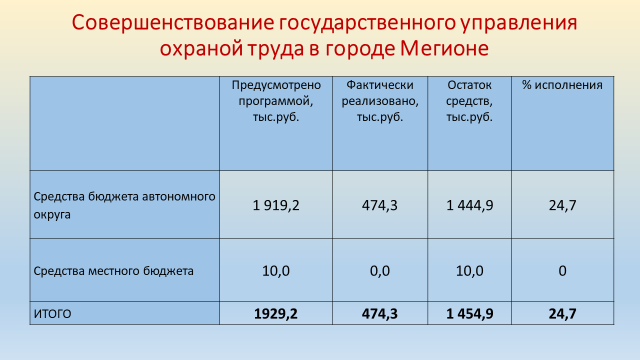 Совершенствование государственного управления
охраной труда в городе Мегионе
Предусмотрено программой, тыс.руб.
Фактически реализовано, тыс.руб.
Остаток средств, тыс.руб.
% исполнения
Средства бюджета автономного округа
1 919,2
474,3
1 444,9
24,7
Средства местного бюджета
10,0
0,0
10,0
0
ИТОГО
1929,2
474,3
1 454,9
24,7